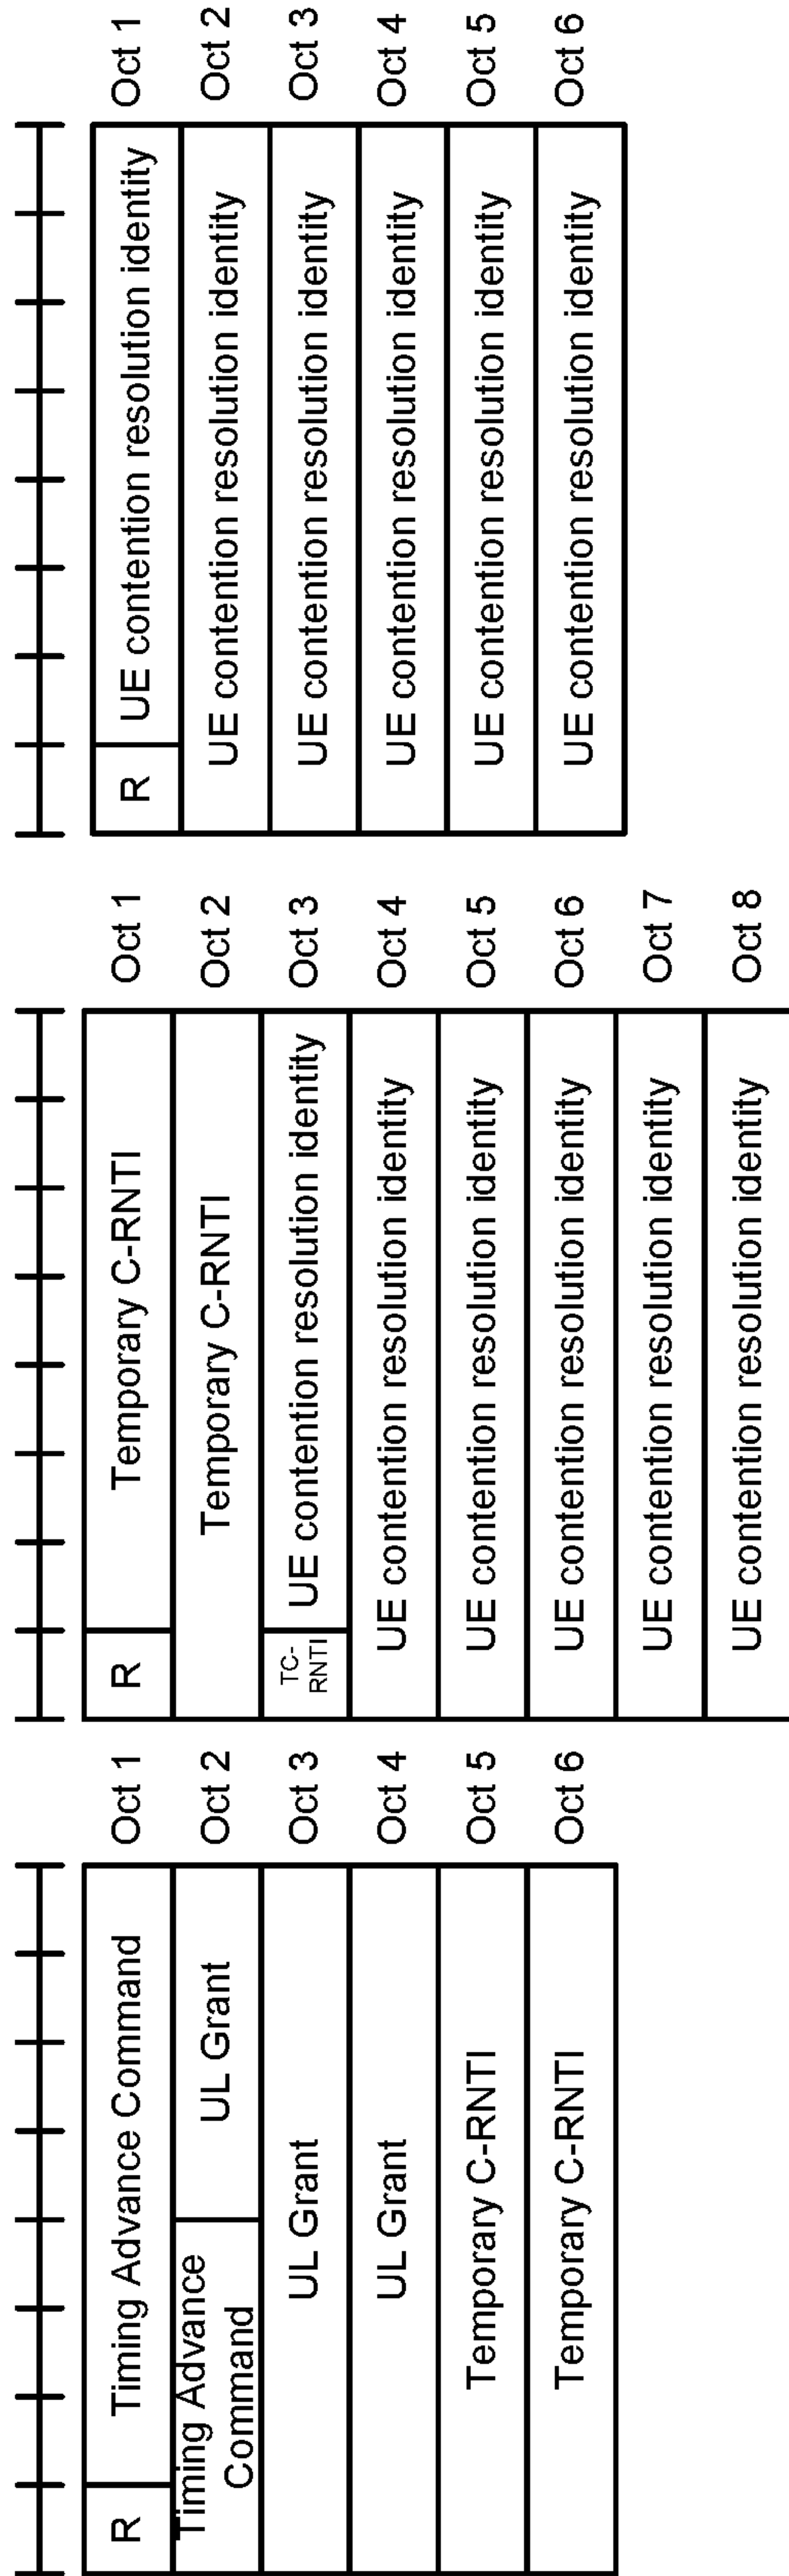 R Timing Advance Command Oct 1
Timing Advance
Command
UL Grant Oct 2
UL Grant Oct 3
UL Grant Oct 4
Temporary C-RNTI Oct 5
Temporary C-RNTI Oct 6
R Temporary C-RNTI Oct 1
Temporary C-RNTI Oct 2
TC-
RNTI
UE contention resolution identity Oct 3
UE contention resolution identity Oct 4
UE contention resolution identity Oct 5
UE contention resolution identity Oct 6
UE contention resolution identity Oct 7
UE contention resolution identity Oct 8
R UE contention resolution identity Oct 1
UE contention resolution identity Oct 2
UE contention resolution identity Oct 3
UE contention resolution identity Oct 4
UE contention resolution identity Oct 5
UE contention resolution identity Oct 6